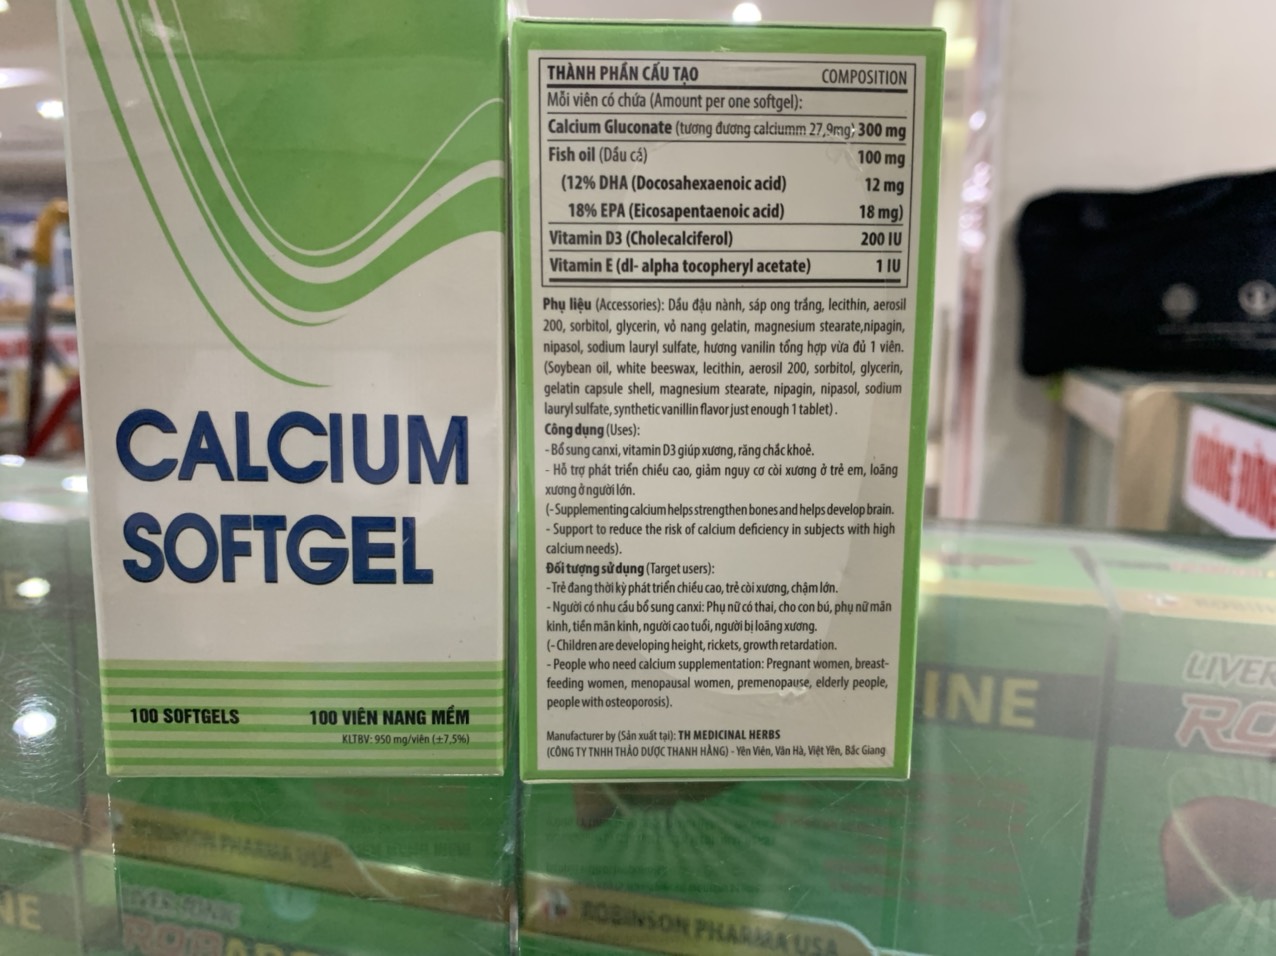 CALCIUM
SOFTGEL
100 SOFTGELS 100 VIÊN NANG MỀM
KLTBV: 950 mg/viên (±7,5%)
THÀNH PHẦN CẤU TẠO COMPOSITION
Mỗi viên có chứa (Amount per one softgel):
Calcium Gluconate (tương đương calciumm 27,9mg) 300 mg
Fish oil (Dầu cá) 100 mg
(12% DHA (Docosahexaenoic acid) 12 mg
18% EPA (Eicosapentaenoic acid) 18 mg)
Vitamin D3 (Cholecalciferol) 200 IU
Vitamin E (dl- alpha tocopheryl acetate) 1 IU
Phụ liệu (Accessories): Dầu đậu nành, sáp ong trắng, lecithin, aerosil
200, sorbitol, glycerin, vỏ nang gelatin, magnesium stearate,nipagin,
nipasol, sodium lauryl sulfate, hương vanilin tổng hợp vừa đủ 1 viên.
(Soybean oil, white beeswax, lecithin, aerosil 200, sorbitol, glycerin,
gelatin capsule shell, magnesium stearate, nipagin, nipasol, sodium
lauryl sulfate, synthetic vanillin flavor just enough 1 tablet).
Công dụng (Uses):
- Bổ sung canxi, vitamin D3 giúp xương, răng chắc khoẻ.
- Hỗ trợ phát triển chiều cao, giảm nguy cơ còi xương ở trẻ em, loãng
xương ở người lớn.
(- Supplementing calcium helps strengthen bones and helps develop brain.
- Support to reduce the risk of calcium deficiency in subjects with high
calcium needs).
Đối tượng sử dụng (Target users):
- Trẻ đang thời kỳ phát triển chiều cao, trẻ còi xương, chậm lớn.
- Người có nhu cầu bổ sung canxi: Phụ nữ có thai, cho con bú, phụ nữ mãn
kinh, tiền mãn kinh, người cao tuổi, người bị loãng xương.
(- Children are developing height, rickets, growth retardation.
- People who need calcium supplementation: Pregnant women, breast-
feeding women, menopausal women, premenopause, elderly people,
people with osteoporosis).
Manufacturer by (Sản xuất tại): TH MEDICINAL HERBS
(CÔNG TY TNHH THẢO DƯỢC THANH HẰNG) - Yên Viên, Vân Hà, Việt Yên, Bắc Giang
INE
LIVER
ROBINSON PHARMA USA
ROBINSON PHARMA USA